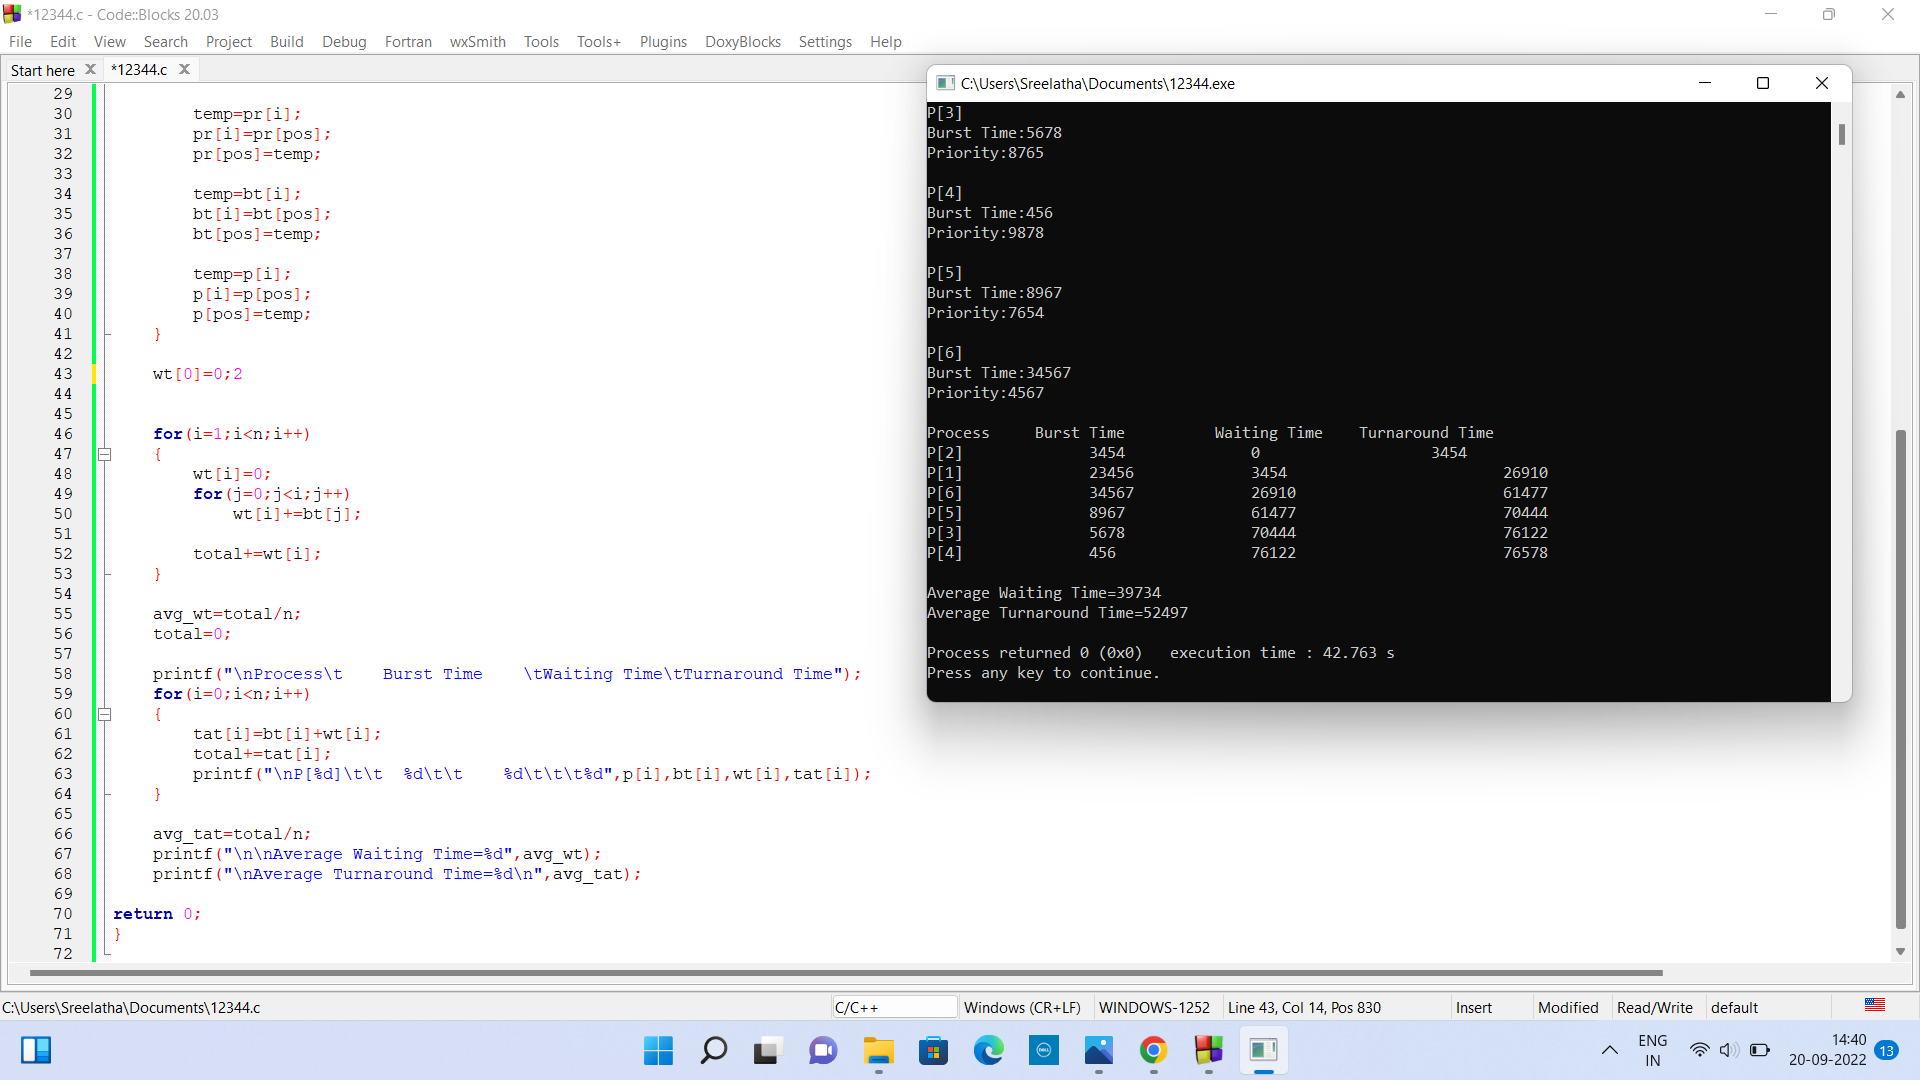 *12344.c - Code::Blocks 20.03
File Edit View Search Project Build Debug Fortran wxSmith Tools Tools+ Plugins DoxyBlocks Settings Help
Start here X *12344.c X
29
30 temp=pr[i];
31 pr[i]=pr[pos];
32 pr[pos]=temp;
33
34 temp=bt[i];
35 bt[i]=bt[pos];
36 bt[pos]=temp;
37
38 temp=p[i];
39 p[i]=p[pos];
40 p[pos]=temp;
41 }
42
43 wt[0]=0;2
44
45
46 for(i=1;i<n;i++)
47 {
48 wt[i]=0;
49 for(j=0;j<i;j++)
50 wt[i]+=bt[j];
51
52 total+=wt[i];
53 }
54
55 avg_wt=total/n;
56 total=0;
57
58 printf("\nProcess\t    Burst Time    \tWaiting Time\tTurnaround Time");
59 for(i=0;i<n;i++)
60 {
61 tat[i]=bt[i]+wt[i];
62 total+=tat[i];
63 printf("\nP[%d]\t\t  %d\t\t    %d\t\t\t%d",p[i],bt[i],wt[i],tat[i]);
64 }
65
66 avg_tat=total/n;
67 printf("\n\nAverage Waiting Time=%d",avg_wt);
68 printf("\nAverage Turnaround Time=%d\n",avg_tat);
69
70 return 0;
71 }
72
C:\Users\Sreelatha\Documents\12344.exe
P[3]
Burst Time:5678
Priority:8765
P[4]
Burst Time:456
Priority:9878
P[5]
Burst Time:8967
Priority:7654
P[6]
Burst Time:34567
Priority:4567
Process Burst Time Waiting Time Turnaround Time
P[2] 3454 0 3454
P[1] 23456 3454 26910
P[6] 34567 26910 61477
P[5] 8967 61477 70444
P[3] 5678 70444 76122
P[4] 456 76122 76578
Average Waiting Time=39734
Average Turnaround Time=52497
Process returned 0 (0x0)   execution time : 42.763 s
Press any key to continue.
C:\Users\Sreelatha\Documents\12344.c C/C++ Windows (CR+LF) WINDOWS-1252 Line 43, Col 14, Pos 830 Insert Modified Read/Write default
DELL
ENG
IN
14:40
20-09-2022
13